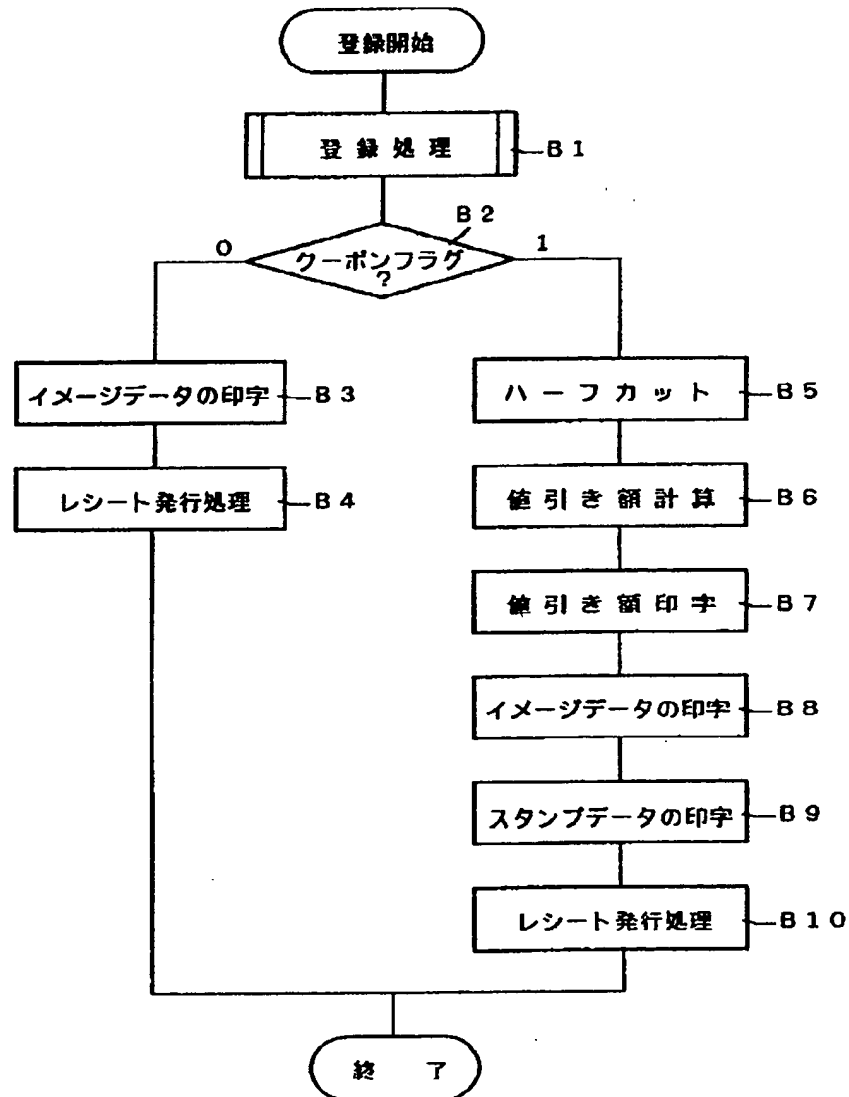 登録開始
登録処理
B1
B2
0
1
クーポンフラグ
?
イメージデータの印字
B3
ハーフカット
B5
レシート発行処理
B4
値引き額計算
B6
値引き額印字
B7
イメージデータの印字
B8
スタンプデータの印字
B9
レシート発行処理
B10
終了